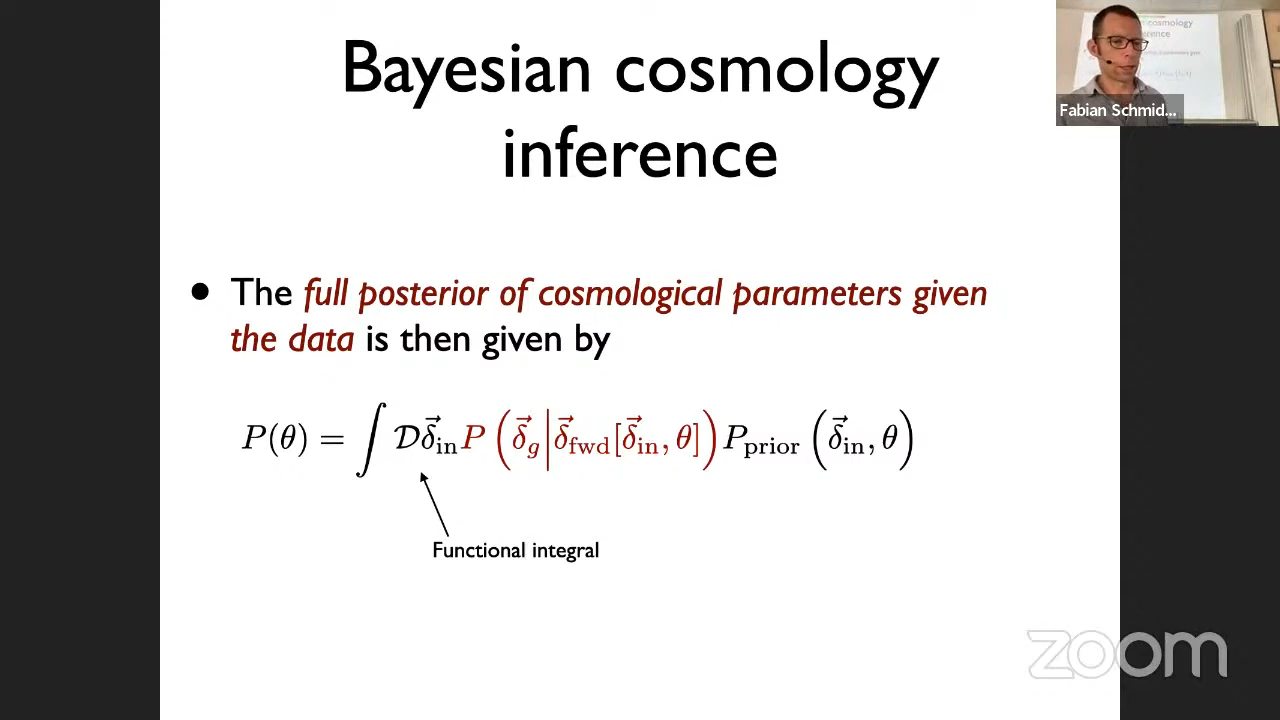 Bayesian cosmology
inference
• The full posterior of cosmological parameters given
the data is then given by
P(θ) = ∫ 𝒟δ⃗_in P(δ⃗_g | δ⃗_fwd[δ⃗_in, θ]) P_prior(δ⃗_in, θ)
Functional integral
Fabian Schmid...
zoom